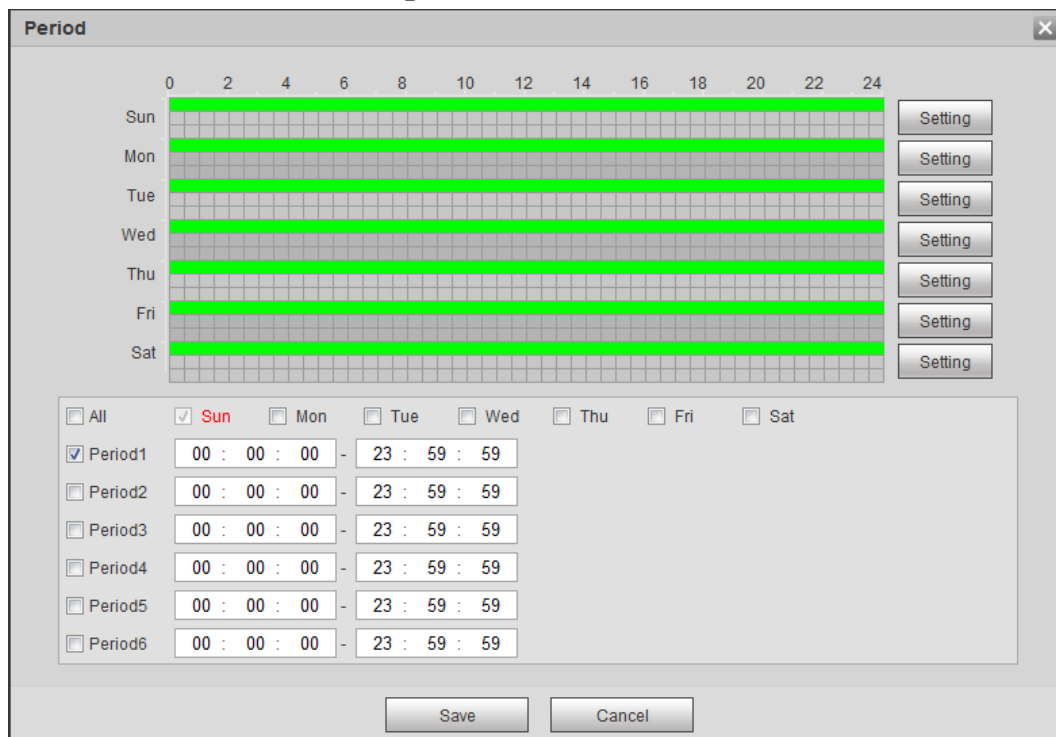 Period
0 2 4 6 8 10 12 14 16 18 20 22 24
Sun Setting
Mon Setting
Tue Setting
Wed Setting
Thu Setting
Fri Setting
Sat Setting
All Sun Mon Tue Wed Thu Fri Sat
Period1 00 : 00 : 00 - 23 : 59 : 59
Period2 00 : 00 : 00 - 23 : 59 : 59
Period3 00 : 00 : 00 - 23 : 59 : 59
Period4 00 : 00 : 00 - 23 : 59 : 59
Period5 00 : 00 : 00 - 23 : 59 : 59
Period6 00 : 00 : 00 - 23 : 59 : 59
Save Cancel